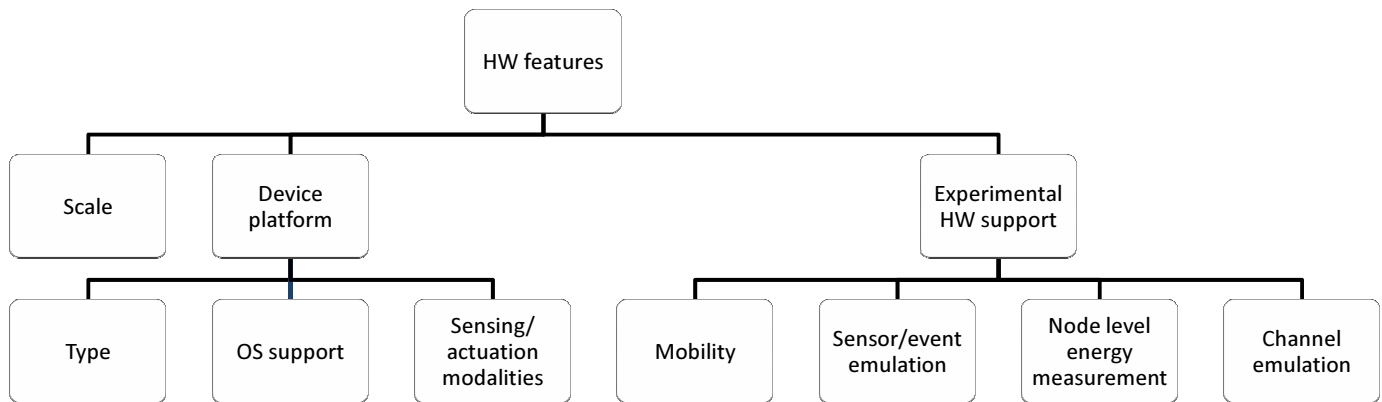 HW features
Scale
Device
platform
Experimental
HW support
Type
OS support
Sensing/
actuation
modalities
Mobility
Sensor/event
emulation
Node level
energy
measurement
Channel
emulation